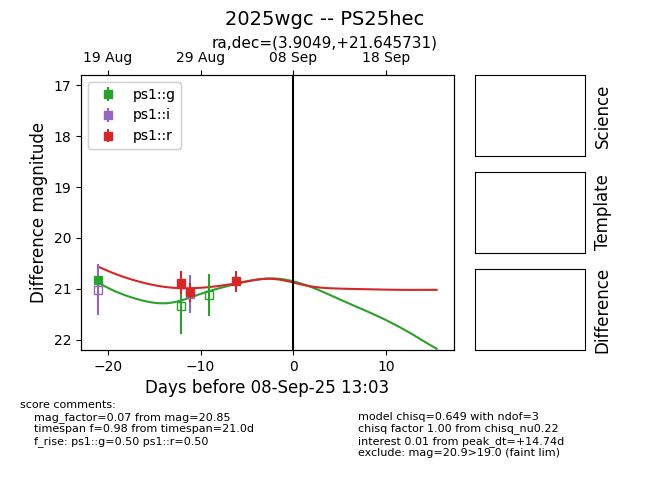 2025wgc -- PS25hec
ra,dec=(3.9049,+21.645731)
19 Aug 29 Aug 08 Sep 18 Sep
ps1::g
ps1::i
ps1::r
17
18
19
20
21
22
Difference magnitude
−20 −10 0 10
Days before 08-Sep-25 13:03
Science
Template
Difference
score comments:
mag_factor=0.07 from mag=20.85
timespan f=0.98 from timespan=21.0d
f_rise: ps1::g=0.50 ps1::r=0.50
model chisq=0.649 with ndof=3
chisq factor 1.00 from chisq_nu0.22
interest 0.01 from peak_dt=+14.74d
exclude: mag=20.9>19.0 (faint lim)